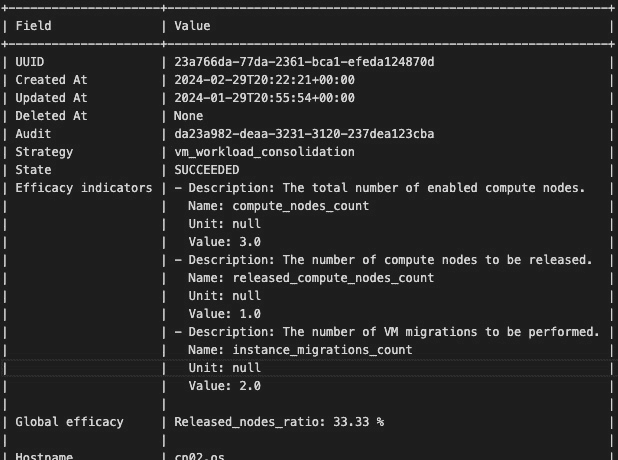 Field | Value
UUID | 23a766da-77da-2361-bca1-efeda124870d
Created At | 2024-02-29T20:22:21+00:00
Updated At | 2024-01-29T20:55:54+00:00
Deleted At | None
Audit | da23a982-deaa-3231-3120-237dea123cba
Strategy | vm_workload_consolidation
State | SUCCEEDED
Efficacy indicators | - Description: The total number of enabled compute nodes.
Name: compute_nodes_count
Unit: null
Value: 3.0
- Description: The number of compute nodes to be released.
Name: released_compute_nodes_count
Unit: null
Value: 1.0
- Description: The number of VM migrations to be performed.
Name: instance_migrations_count
Unit: null
Value: 2.0
Global efficacy | Released_nodes_ratio: 33.33 %
Hostname | cn02.os